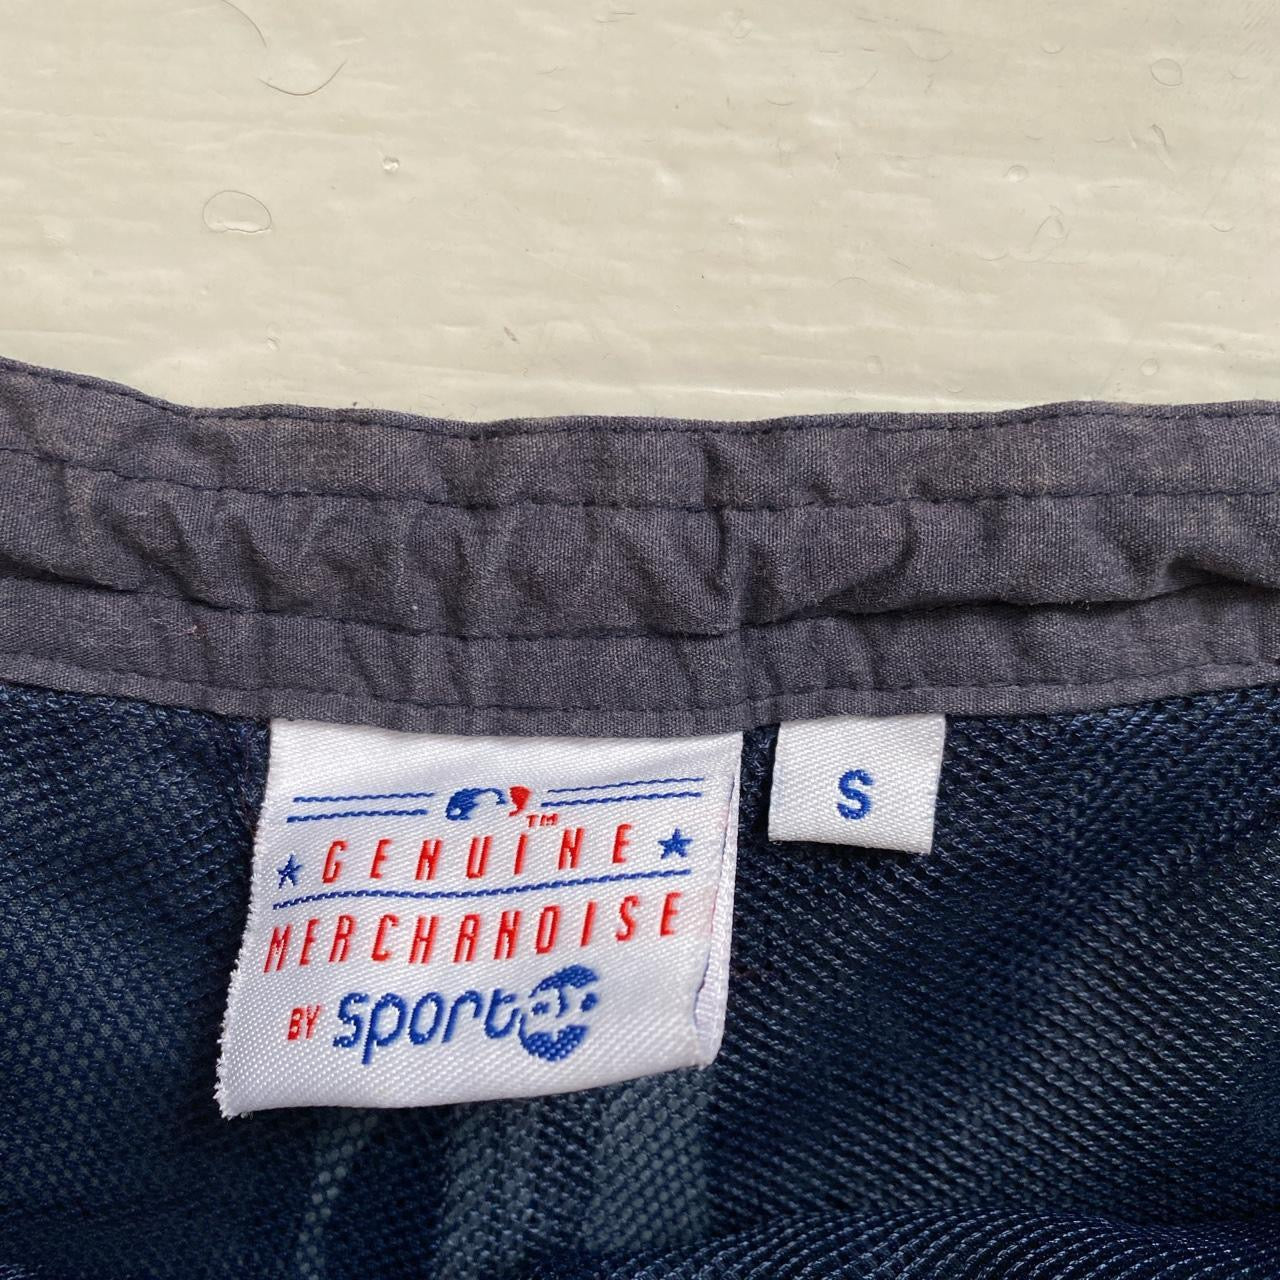 TM
GENUINE
MERCHANDISE
BY sport
S